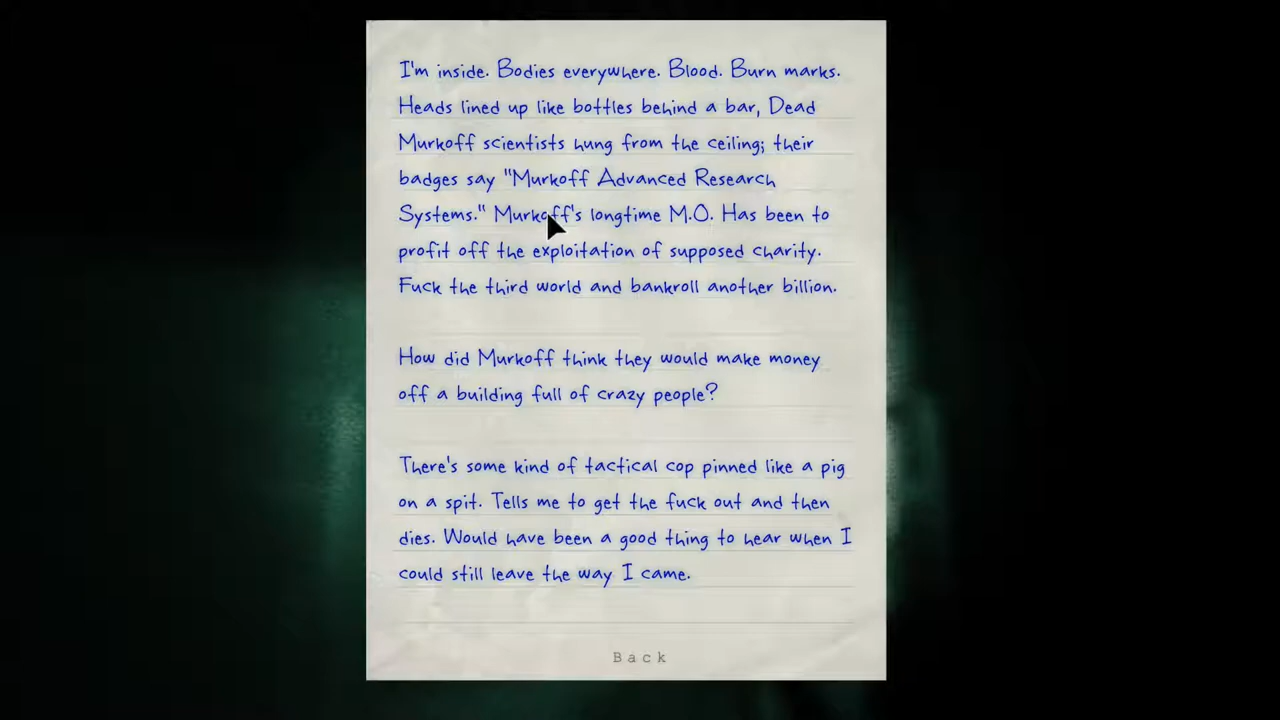 I'm inside. Bodies everywhere. Blood. Burn marks.
Heads lined up like bottles behind a bar, Dead
Murkoff scientists hung from the ceiling; their
badges say "Murkoff Advanced Research
Systems." Murkoff's longtime M.O. Has been to
profit off the exploitation of supposed charity.
Fuck the third world and bankroll another billion.
How did Murkoff think they would make money
off a building full of crazy people?
There's some kind of tactical cop pinned like a pig
on a spit. Tells me to get the fuck out and then
dies. Would have been a good thing to hear when I
could still leave the way I came.
Back